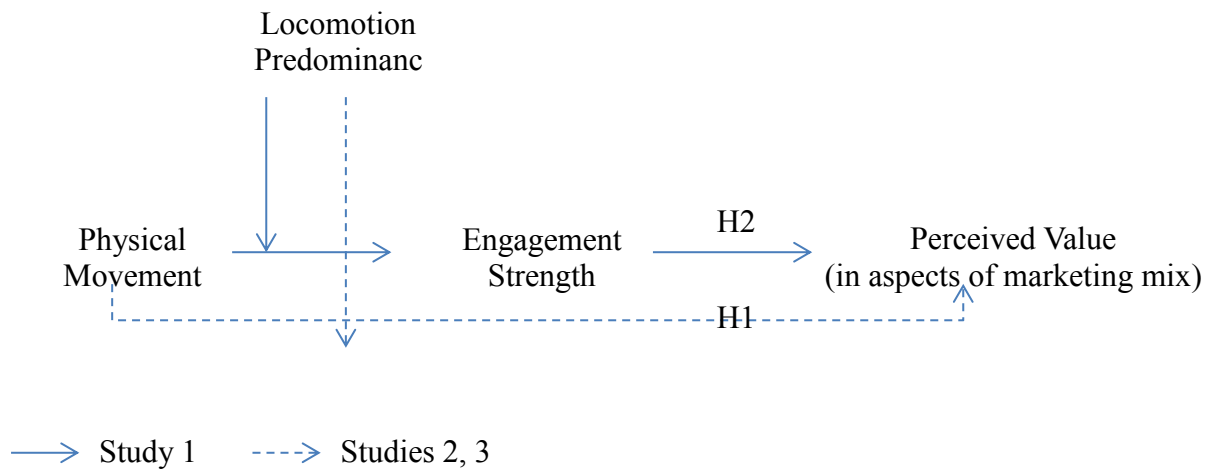 Locomotion
Predominanc
H2
Physical
Movement
Engagement
Strength
Perceived Value
(in aspects of marketing mix)
H1
Study 1
Studies 2, 3